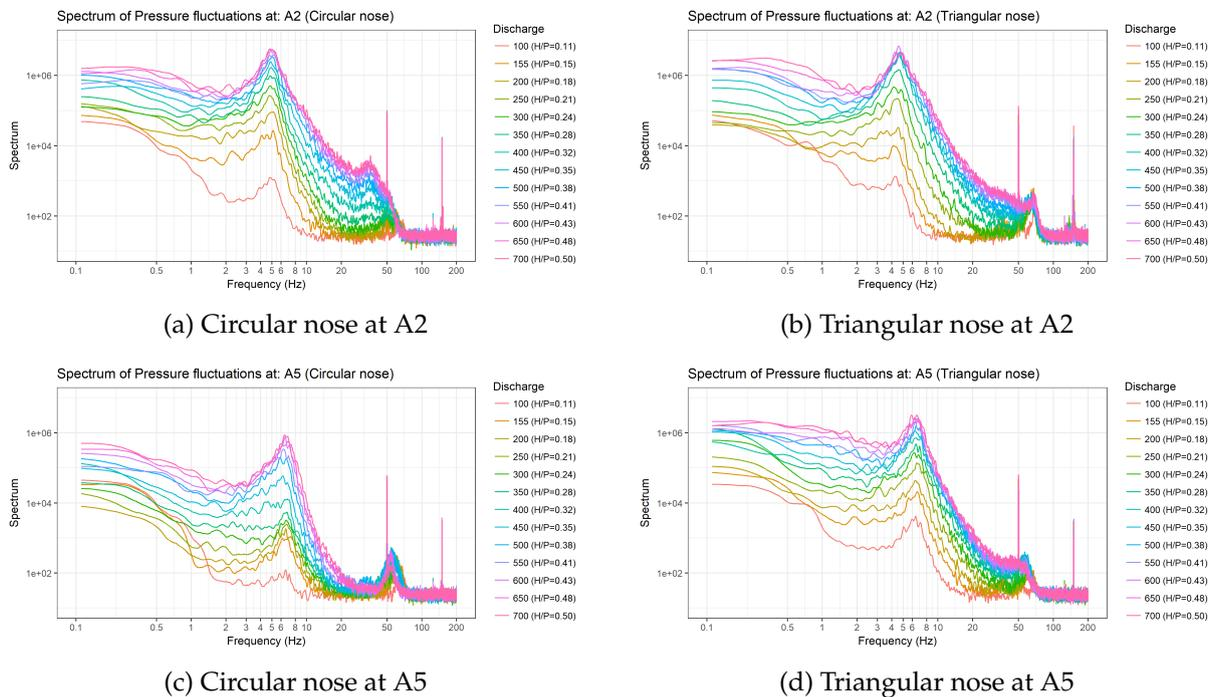 Spectrum of Pressure fluctuations at: A2 (Circular nose)
Spectrum
1e+06
1e+04
1e+02
0.1 0.5 1 2 3 4 5 6 8 10 20 50 100 200
Frequency (Hz)
Discharge
100 (H/P=0.11)
155 (H/P=0.15)
200 (H/P=0.18)
250 (H/P=0.21)
300 (H/P=0.24)
350 (H/P=0.28)
400 (H/P=0.32)
450 (H/P=0.35)
500 (H/P=0.38)
550 (H/P=0.41)
600 (H/P=0.43)
650 (H/P=0.48)
700 (H/P=0.50)
(a) Circular nose at A2
Spectrum of Pressure fluctuations at: A2 (Triangular nose)
Spectrum
1e+06
1e+04
1e+02
0.1 0.5 1 2 3 4 5 6 8 10 20 50 100 200
Frequency (Hz)
Discharge
100 (H/P=0.11)
155 (H/P=0.15)
200 (H/P=0.18)
250 (H/P=0.21)
300 (H/P=0.24)
350 (H/P=0.28)
400 (H/P=0.32)
450 (H/P=0.35)
500 (H/P=0.38)
550 (H/P=0.41)
600 (H/P=0.43)
650 (H/P=0.48)
700 (H/P=0.50)
(b) Triangular nose at A2
Spectrum of Pressure fluctuations at: A5 (Circular nose)
Spectrum
1e+06
1e+04
1e+02
0.1 0.5 1 2 3 4 5 6 8 10 20 50 100 200
Frequency (Hz)
Discharge
100 (H/P=0.11)
155 (H/P=0.15)
200 (H/P=0.18)
250 (H/P=0.21)
300 (H/P=0.24)
350 (H/P=0.28)
400 (H/P=0.32)
450 (H/P=0.35)
500 (H/P=0.38)
550 (H/P=0.41)
600 (H/P=0.43)
650 (H/P=0.48)
700 (H/P=0.50)
(c) Circular nose at A5
Spectrum of Pressure fluctuations at: A5 (Triangular nose)
Spectrum
1e+06
1e+04
1e+02
0.1 0.5 1 2 3 4 5 6 8 10 20 50 100 200
Frequency (Hz)
Discharge
100 (H/P=0.11)
155 (H/P=0.15)
200 (H/P=0.18)
250 (H/P=0.21)
300 (H/P=0.24)
350 (H/P=0.28)
400 (H/P=0.32)
450 (H/P=0.35)
500 (H/P=0.38)
550 (H/P=0.41)
600 (H/P=0.43)
650 (H/P=0.48)
700 (H/P=0.50)
(d) Triangular nose at A5